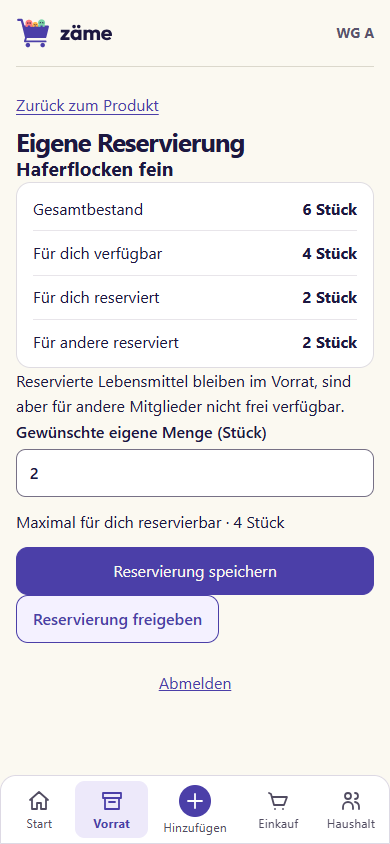 zäme
WG A
Zurück zum Produkt
Eigene Reservierung
Haferflocken fein
Gesamtbestand 6 Stück
Für dich verfügbar 4 Stück
Für dich reserviert 2 Stück
Für andere reserviert 2 Stück
Reservierte Lebensmittel bleiben im Vorrat, sind
aber für andere Mitglieder nicht frei verfügbar.
Gewünschte eigene Menge (Stück)
2
Maximal für dich reservierbar · 4 Stück
Reservierung speichern
Reservierung freigeben
Abmelden
Start Vorrat Hinzufügen Einkauf Haushalt